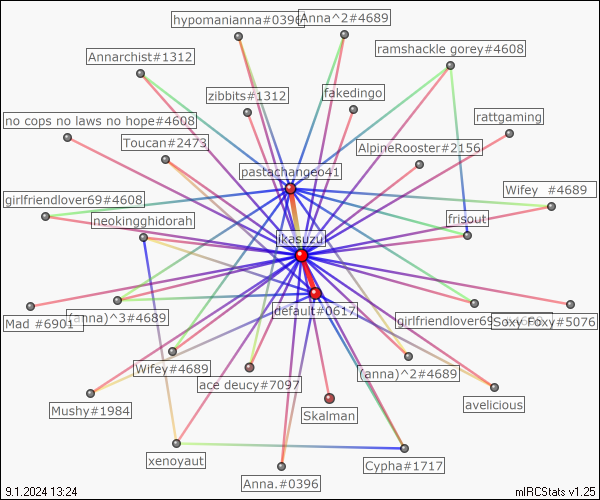 hypomanianna#0396
Anna^2#4689
ramshackle gorey#4608
Annarchist#1312
zibbits#1312
fakedingo
no cops no laws no hope#4608
rattgaming
Toucan#2473
AlpineRooster#2156
pastachangeo41
girlfriendlover69#4608
Wifey #4689
neokinghidorah
frisout
ikasuzu
Mad #6901
(anna)^3#4689
default#0617
girlfriendlover69
Soxy Foxy#5076
Wifey#4689
ace deucy#7097
(anna)^2#4689
Mushy#1984
Skalman
avelicious
xenoyaut
Cypha#1717
Anna.#0396
9.1.2024 13:24
mIRCStats v1.25